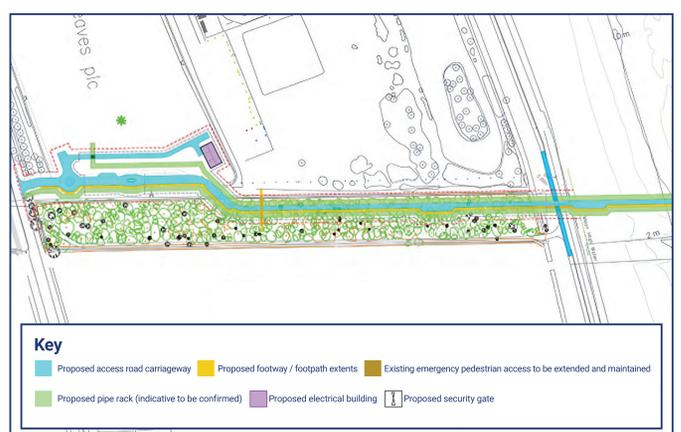 eaves plc
0 m
2 m
Key
Proposed access road carriageway
Proposed footway / footpath extents
Existing emergency pedestrian access to be extended and maintained
Proposed pipe rack (indicative to be confirmed)
Proposed electrical building
Proposed security gate